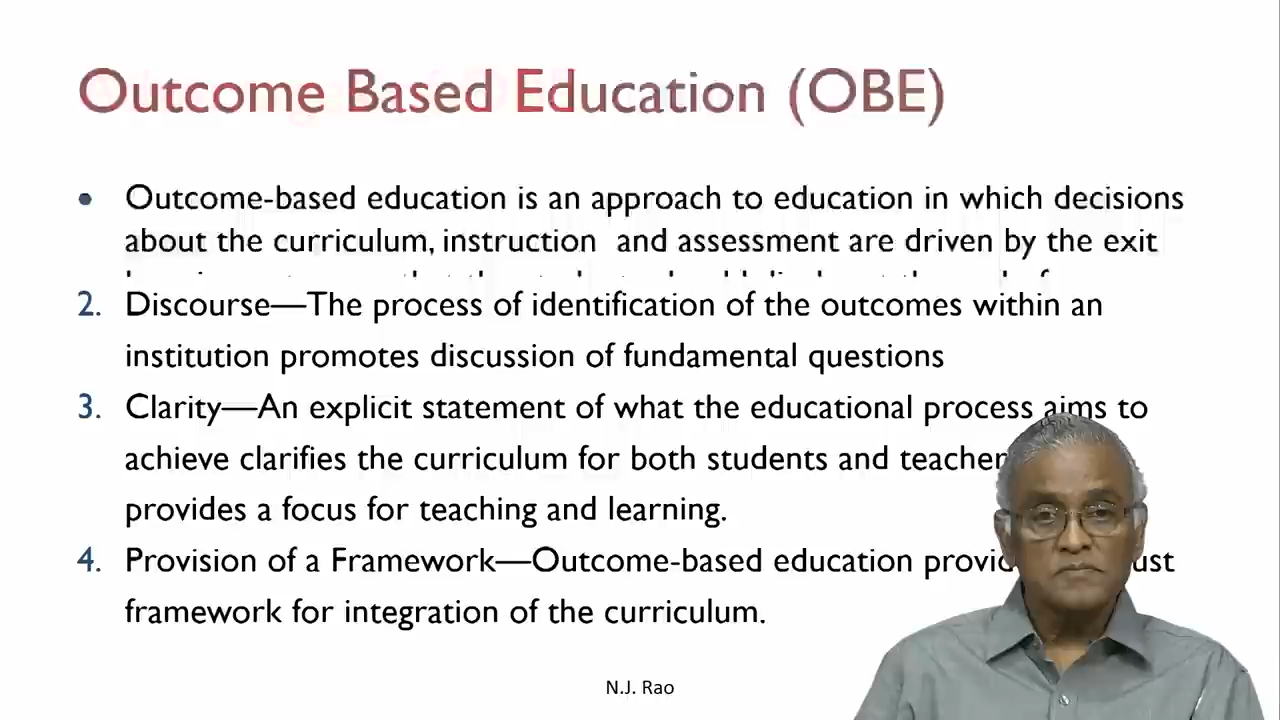 Outcome Based Education (OBE)
• Outcome-based education is an approach to education in which decisions
about the curriculum, instruction and assessment are driven by the exit
2. Discourse—The process of identification of the outcomes within an
institution promotes discussion of fundamental questions
3. Clarity—An explicit statement of what the educational process aims to
achieve clarifies the curriculum for both students and
provides a focus for teaching and learning.
4. Provision of a Framework—Outcome-based education
framework for integration of the curriculum.
N.J. Rao